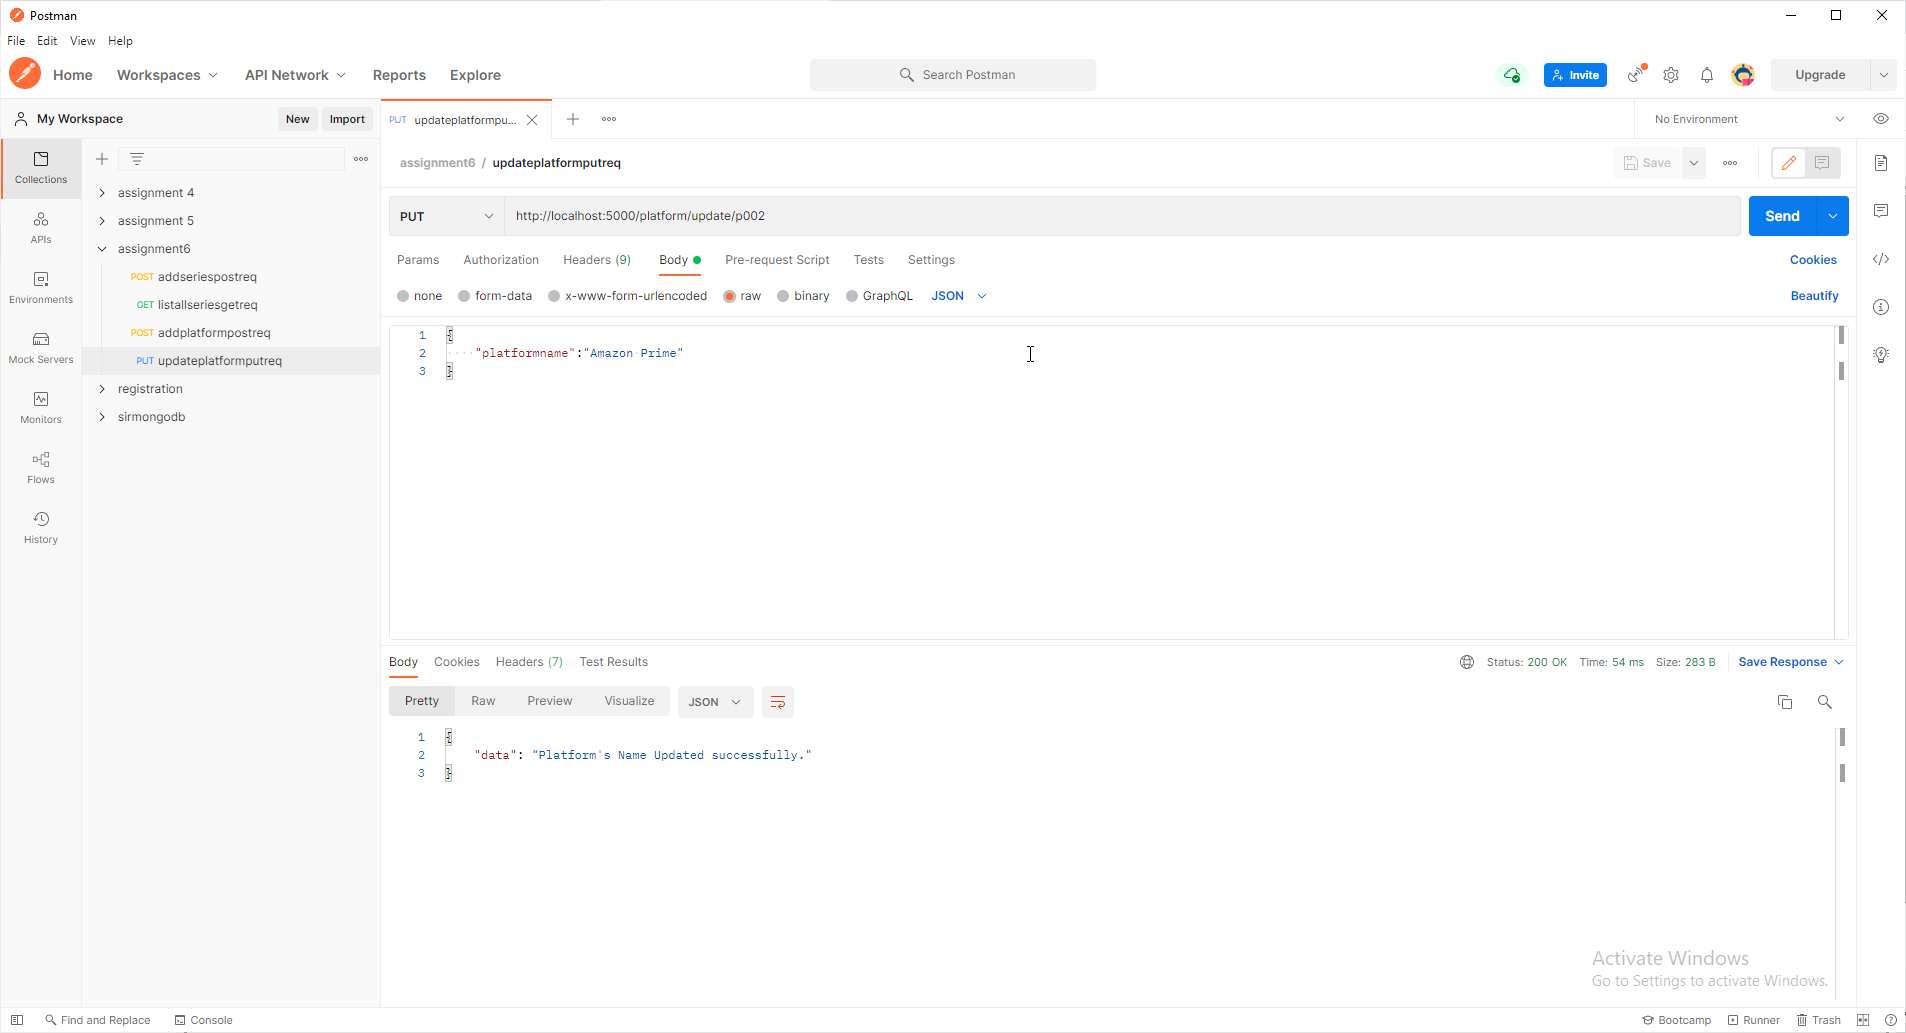 Postman
File Edit View Help
Home Workspaces API Network Reports Explore Search Postman Invite Upgrade
My Workspace New Import PUT updateplatformpu... No Environment
assignment6 / updateplatformputreq Save
Collections
APIs
Environments
Mock Servers
Monitors
Flows
History
assignment 4
assignment 5
assignment6
POST addseriespostreq
GET listallseriesgetreq
POST addplatformpostreq
PUT updateplatformputreq
registration
sirmongodb
PUT http://localhost:5000/platform/update/p002 Send
Params Authorization Headers (9) Body Pre-request Script Tests Settings Cookies
none form-data x-www-form-urlencoded raw binary GraphQL JSON Beautify
1 {
2 "platformname":"Amazon Prime"
3 }
Body Cookies Headers (7) Test Results Status: 200 OK Time: 54 ms Size: 283 B Save Response
Pretty Raw Preview Visualize JSON
1 {
2 "data": "Platform's Name Updated successfully."
3 }
Activate Windows
Go to Settings to activate Windows.
Find and Replace Console Bootcamp Runner Trash